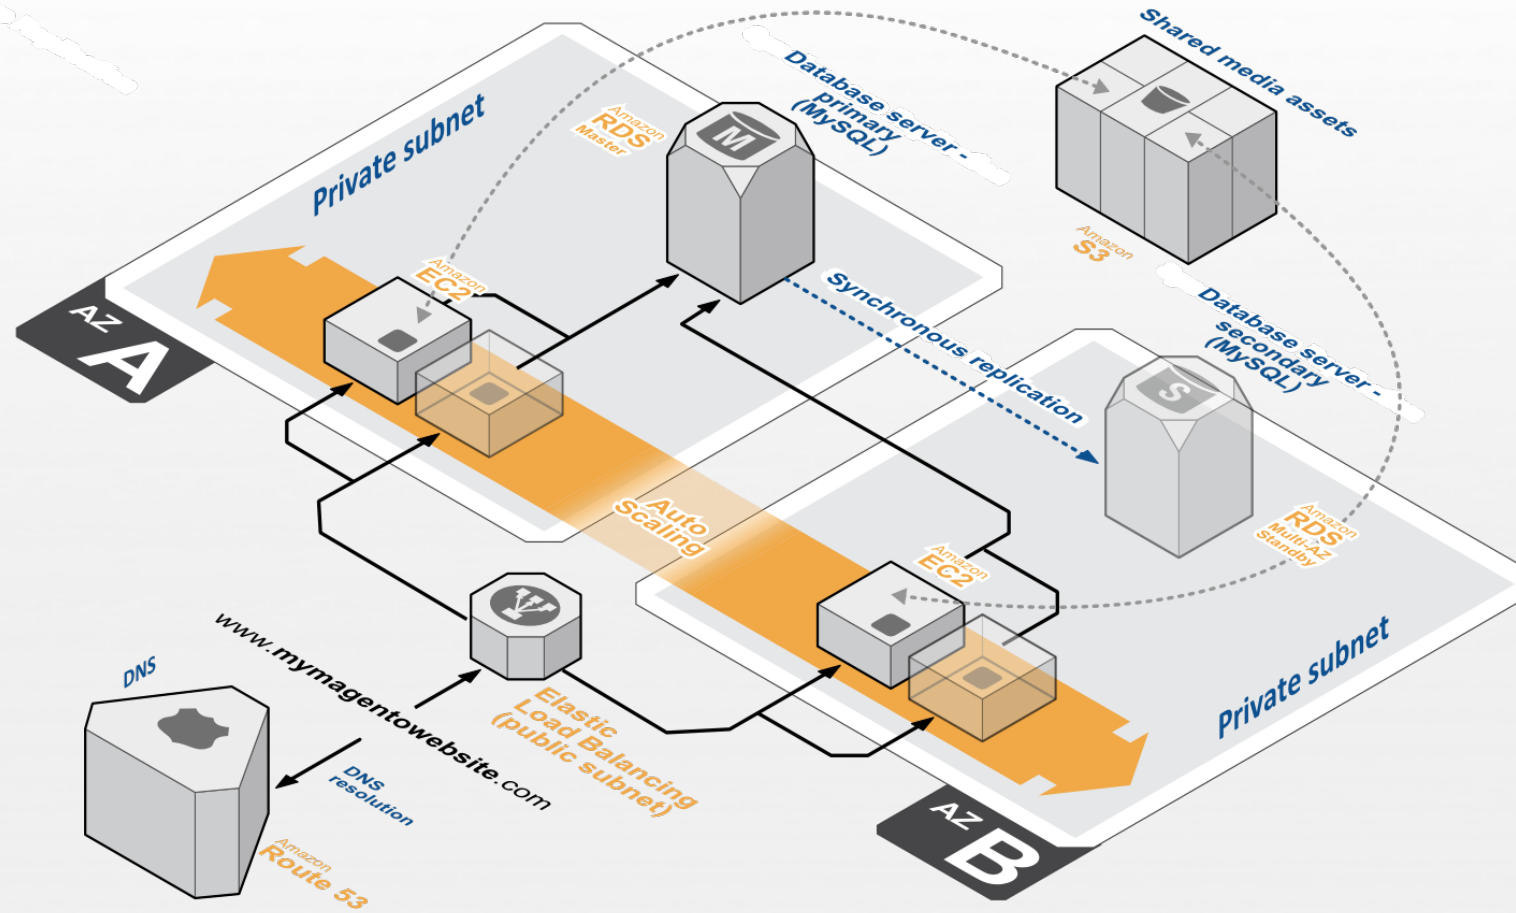 Shared media assets
Database server -
primary
(MySQL)
Private subnet
Amazon
RDS
Master
M
Amazon
S3
Amazon
EC2
Synchronous replication
Database server -
secondary
(MySQL)
AZ A
S
Auto
Scaling
Amazon
RDS
Multi-AZ
Standby
Amazon
EC2
www.mymagentowebsite.com
DNS
Elastic
Load Balancing
(public subnet)
Private subnet
DNS
resolution
AZ B
Amazon
Route 53